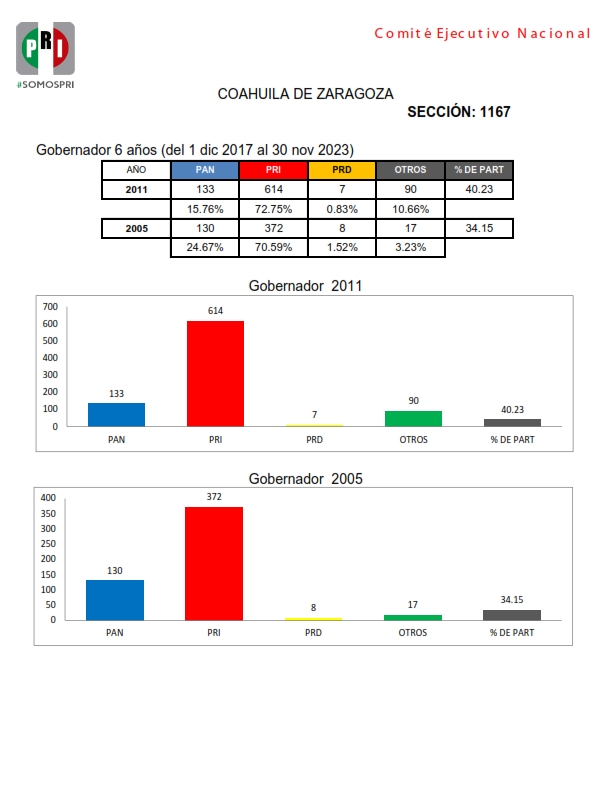 PRI
#SOMOSPRI
Comité Ejecutivo Nacional
COAHUILA DE ZARAGOZA
SECCIÓN: 1167
Gobernador 6 años (del 1 dic 2017 al 30 nov 2023)
AÑO PAN PRI PRD OTROS % DE PART
2011 133 614 7 90 40.23
15.76% 72.75% 0.83% 10.66%
2005 130 372 8 17 34.15
24.67% 70.59% 1.52% 3.23%
Gobernador 2011
700
600
500
400
300
200
100
0
133 614 7 90 40.23
PAN PRI PRD OTROS % DE PART
Gobernador 2005
400
350
300
250
200
150
100
50
0
130 372 8 17 34.15
PAN PRI PRD OTROS % DE PART